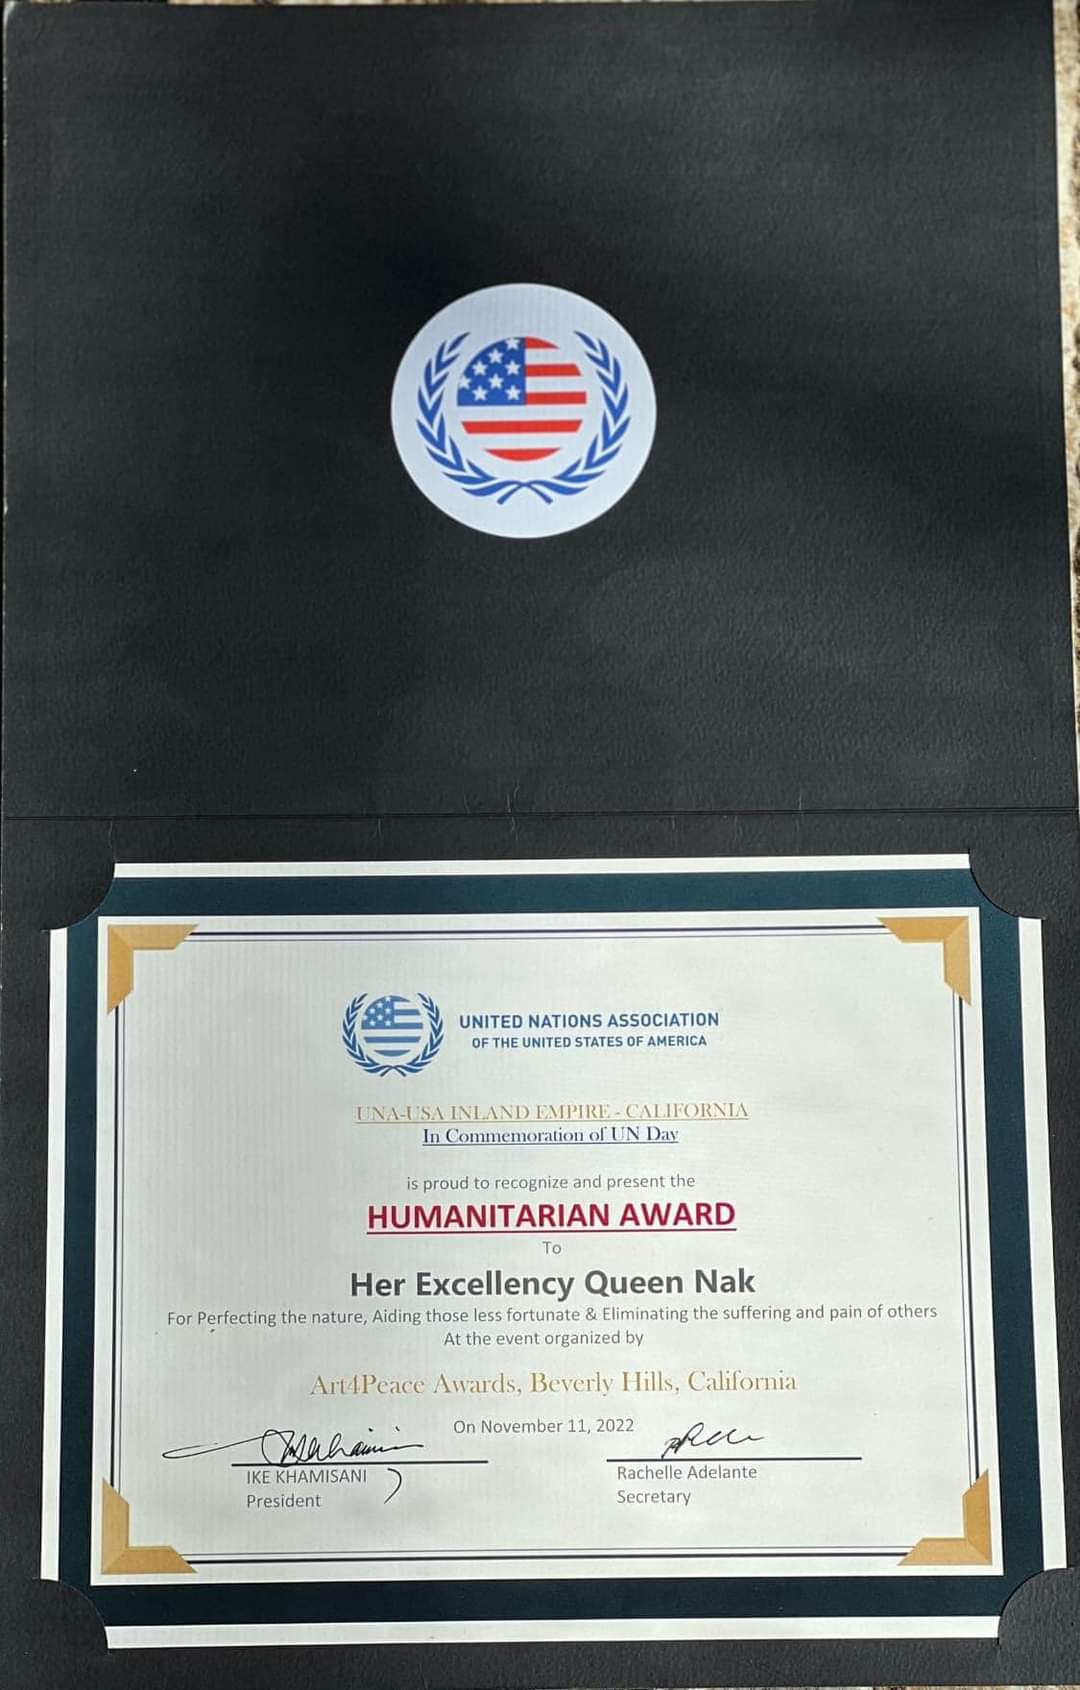 UNITED NATIONS ASSOCIATION
OF THE UNITED STATES OF AMERICA
UNA-USA INLAND EMPIRE - CALIFORNIA
In Commemoration of UN Day
is proud to recognize and present the
HUMANITARIAN AWARD
To
Her Excellency Queen Nak
For Perfecting the nature, Aiding those less fortunate & Eliminating the suffering and pain of others
At the event organized by
Art4Peace Awards, Beverly Hills, California
On November 11, 2022
IKE KHAMISANI
President
Rachelle Adelante
Secretary